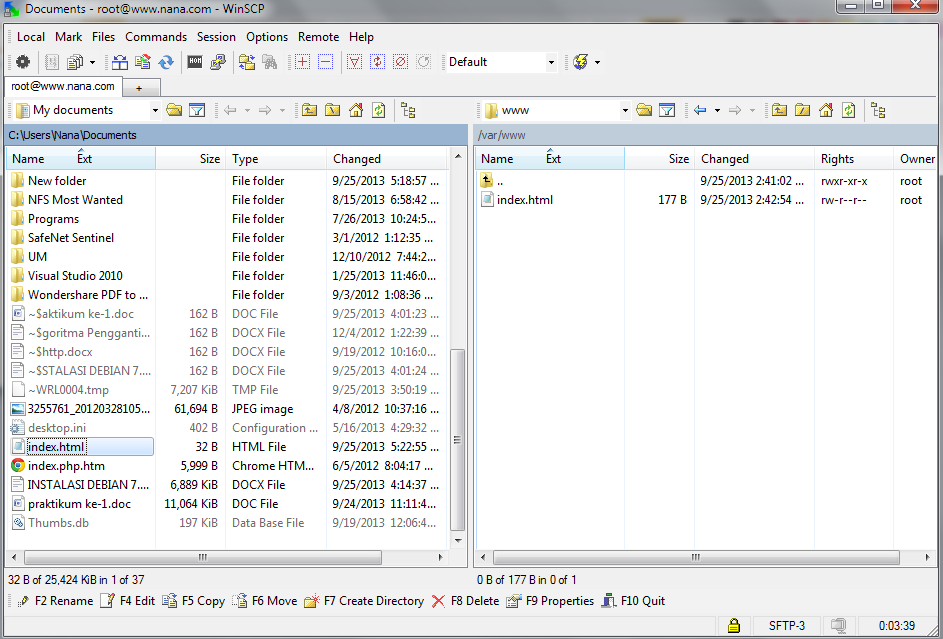 Documents - root@www.nana.com - WinSCP
Local Mark Files Commands Session Options Remote Help
Default
root@www.nana.com +
My documents www
C:\Users\Nana\Documents /var/www
Name Ext Size Type Changed Name Ext Size Changed Rights Owner
New folder File folder 9/25/2013 5:18:57 ... .. 9/25/2013 2:41:02 ... rwxr-xr-x root
NFS Most Wanted File folder 8/15/2013 6:58:42 ... index.html 177 B 9/25/2013 2:42:54 ... rw-r--r-- root
Programs File folder 7/26/2013 10:24:5...
SafeNet Sentinel File folder 3/1/2012 1:12:35 ...
UM File folder 12/10/2012 7:44:2...
Visual Studio 2010 File folder 1/25/2013 11:46:0...
Wondershare PDF to ... File folder 9/3/2012 1:08:36 ...
~$aktikum ke-1.doc 162 B DOC File 9/25/2013 4:01:23 ...
~$goritma Pengganti... 162 B DOCX File 12/4/2012 1:22:39 ...
~$http.docx 162 B DOCX File 9/19/2012 10:16:0...
~$STALASI DEBIAN 7.... 162 B DOCX File 9/25/2013 4:01:24 ...
~WRL0004.tmp 7,207 KiB TMP File 9/25/2013 3:50:19 ...
3255761_20120328105... 61,694 B JPEG image 4/8/2012 10:37:16 ...
desktop.ini 402 B Configuration ... 5/16/2013 4:29:32 ...
index.html 32 B HTML File 9/25/2013 5:22:55 ...
index.php.htm 5,999 B Chrome HTM... 6/5/2012 8:04:17 ...
INSTALASI DEBIAN 7.... 6,889 KiB DOCX File 9/25/2013 4:14:37 ...
praktikum ke-1.doc 11,064 KiB DOC File 9/24/2013 11:11:4...
Thumbs.db 197 KiB Data Base File 9/19/2013 12:06:4...
32 B of 25,424 KiB in 1 of 37 0 B of 177 B in 0 of 1
F2 Rename F4 Edit F5 Copy F6 Move F7 Create Directory F8 Delete F9 Properties F10 Quit
SFTP-3 0:03:39